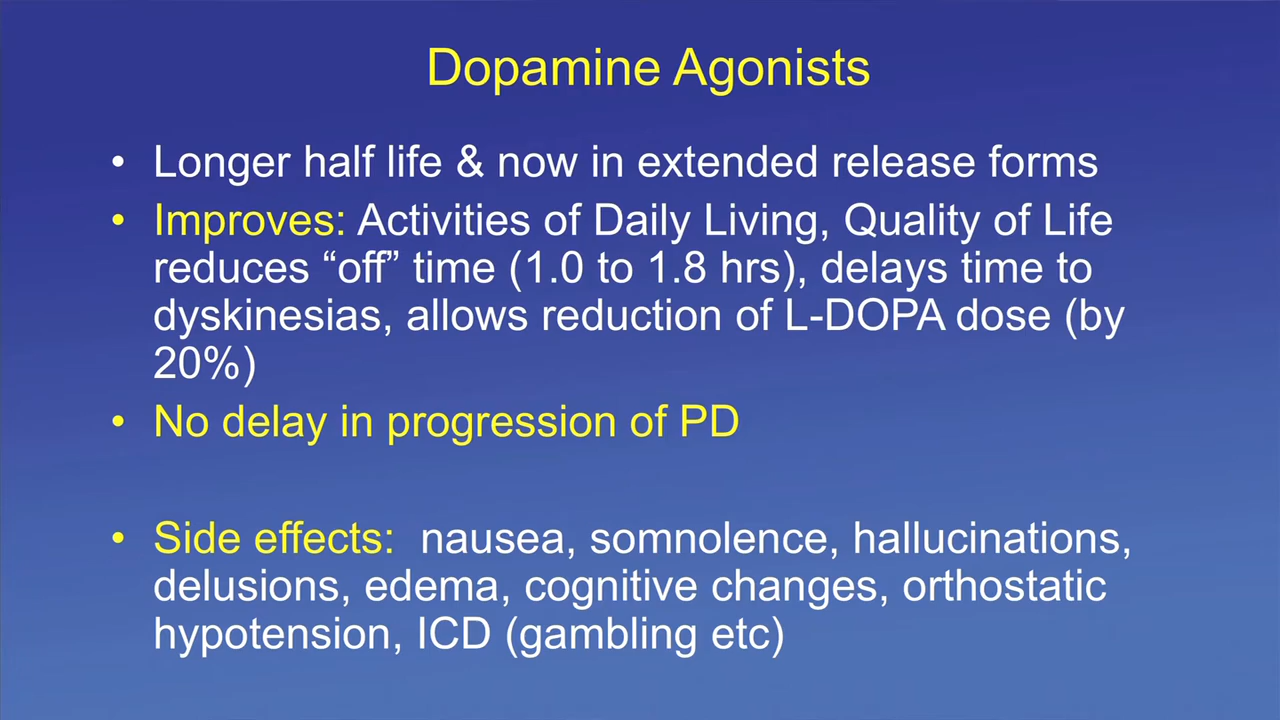 Dopamine Agonists
• Longer half life & now in extended release forms
• Improves: Activities of Daily Living, Quality of Life
reduces “off” time (1.0 to 1.8 hrs), delays time to
dyskinesias, allows reduction of L-DOPA dose (by
20%)
• No delay in progression of PD
• Side effects:  nausea, somnolence, hallucinations,
delusions, edema, cognitive changes, orthostatic
hypotension, ICD (gambling etc)